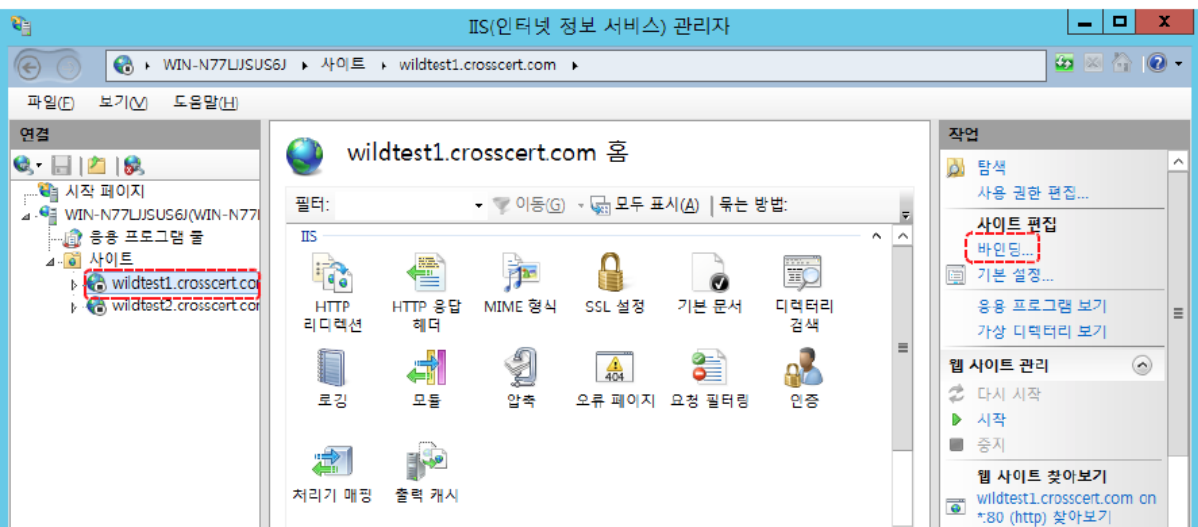 IIS(인터넷 정보 서비스) 관리자
WIN-N77LJJSUS6J ▸ 사이트 ▸ wildtest1.crosscert.com ▸
파일(F) 보기(V) 도움말(H)
연결
시작 페이지
WIN-N77LJJSUS6J(WIN-N77
응용 프로그램 풀
사이트
wildtest1.crosscert.co
wildtest2.crosscert.co
wildtest1.crosscert.com 홈
필터: 이동(G) 모두 표시(A) 묶는 방법:
IIS
HTTP 리디렉션
HTTP 응답 헤더
MIME 형식
SSL 설정
기본 문서
디렉터리 검색
로깅
모듈
압축
404
오류 페이지
요청 필터링
인증
처리기 매핑
출력 캐시
작업
탐색
사용 권한 편집...
사이트 편집
바인딩...
기본 설정...
응용 프로그램 보기
가상 디렉터리 보기
웹 사이트 관리
다시 시작
시작
중지
웹 사이트 찾아보기
wildtest1.crosscert.com on
*:80 (http) 찾아보기